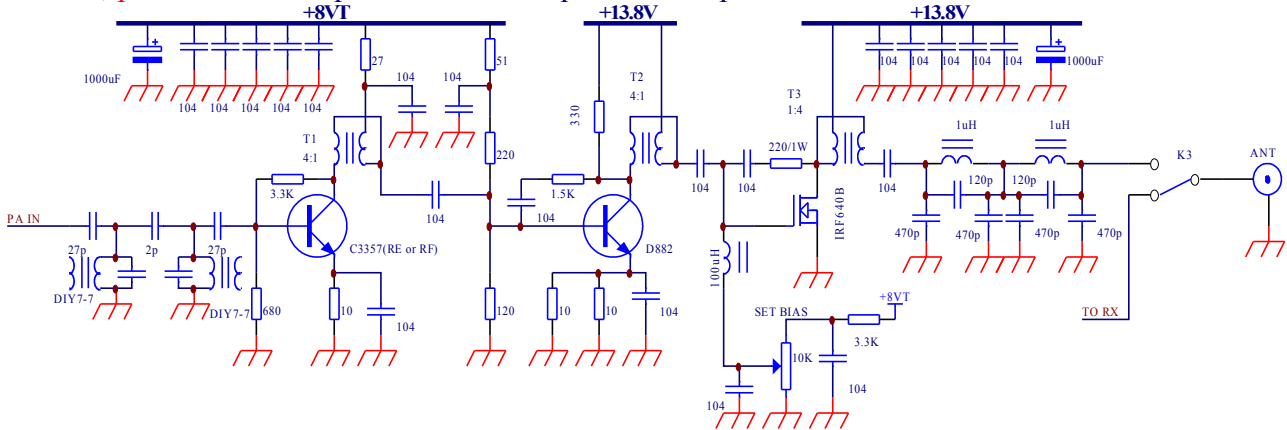 +8VT
+13.8V
+13.8V
1000uF
104
104
104
104
104
27
104
104
51
330
T2
4:1
T3
1:4
104
104
104
104
104
1000uF
T1
4:1
220
220/1W
1uH
1uH
K3
ANT
3.3K
104
1.5K
104
104
104
104
120p
120p
PA IN
27p
2p
27p
C3357(RE or RF)
D882
IRF640B
470p
470p
470p
470p
DIY7-7
DIY7-7
680
10
104
120
10
10
104
100uH
SET BIAS
+8VT
TO RX
10K
3.3K
104
104